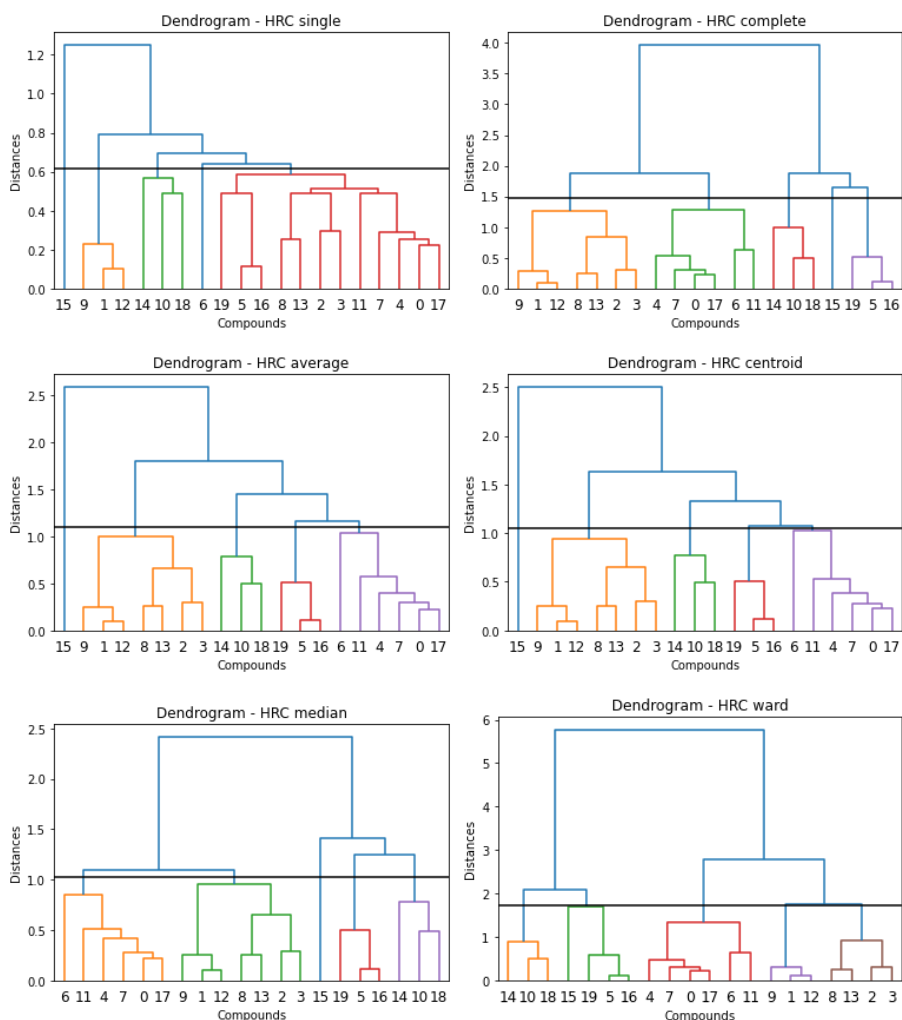 Dendrogram - HRC single
1.2
1.0
0.8
0.6
0.4
0.2
0.0
Distances
15 9 1 12 14 10 18 6 19 5 16 8 13 2 3 11 7 4 0 17
Compounds
Dendrogram - HRC complete
4.0
3.5
3.0
2.5
2.0
1.5
1.0
0.5
0.0
Distances
9 1 12 8 13 2 3 4 7 0 17 6 11 14 10 18 15 19 5 16
Compounds
Dendrogram - HRC average
2.5
2.0
1.5
1.0
0.5
0.0
Distances
15 9 1 12 8 13 2 3 14 10 18 19 5 16 6 11 4 7 0 17
Compounds
Dendrogram - HRC centroid
2.5
2.0
1.5
1.0
0.5
0.0
Distances
15 9 1 12 8 13 2 3 14 10 18 19 5 16 6 11 4 7 0 17
Compounds
Dendrogram - HRC median
2.5
2.0
1.5
1.0
0.5
0.0
Distances
6 11 4 7 0 17 9 1 12 8 13 2 3 15 19 5 16 14 10 18
Compounds
Dendrogram - HRC ward
6
5
4
3
2
1
0
Distances
14 10 18 15 19 5 16 4 7 0 17 6 11 9 1 12 8 13 2 3
Compounds